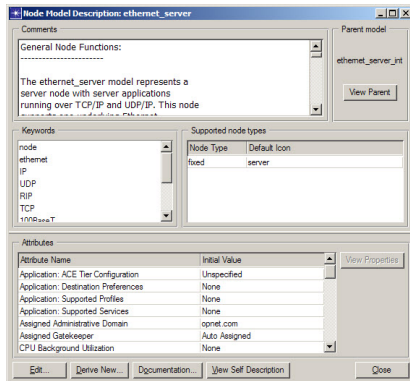 Node Model Description: ethernet_server
Comments
General Node Functions:
-----------------------
The ethernet_server model represents a
server node with server applications
running over TCP/IP and UDP/IP. This node
supports one underlying Ethernet
Parent model
ethernet_server_int
View Parent
Keywords
node
ethernet
IP
UDP
RIP
TCP
100BaseT
Supported node types
Node Type Default Icon
fixed server
Attributes
Attribute Name Initial Value
Application: ACE Tier Configuration Unspecified
Application: Destination Preferences None
Application: Supported Profiles None
Application: Supported Services None
Assigned Administrative Domain opnet.com
Assigned Gatekeeper Auto Assigned
CPU Background Utilization None
View Properties
Edit... Derive New... Documentation... View Self Description Close